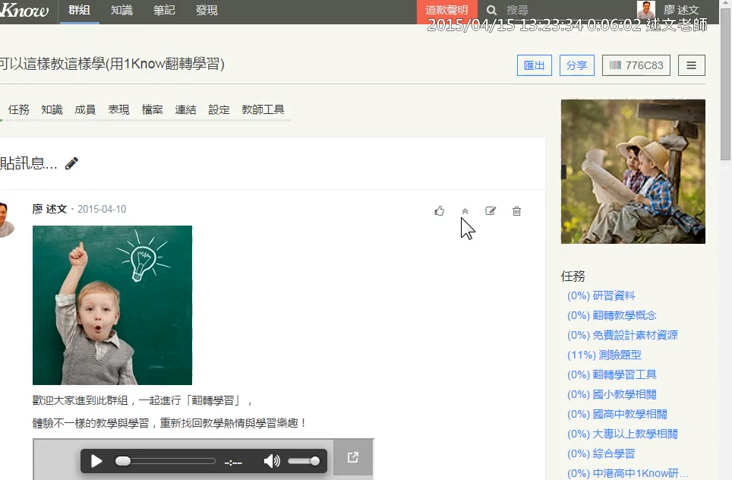 Know 群組 知識 筆記 發現 道歉聲明 搜尋 廖 述文
2015/04/15 13:23:34 0:06:02 述文老師
可以這樣教這樣學(用1Know翻轉學習) 匯出 分享 776C83
任務 知識 成員 表現 檔案 連結 設定 教師工具
貼訊息...
廖 述文・2015-04-10
歡迎大家進到此群組，一起進行「翻轉學習」，
體驗不一樣的教學與學習，重新找回教學熱情與學習樂趣！
--:--
任務
(0%) 研習資料
(0%) 翻轉教學概念
(0%) 免費設計素材資源
(11%) 測驗題型
(0%) 翻轉學習工具
(0%) 國小教學相關
(0%) 國高中教學相關
(0%) 大專以上教學相關
(0%) 綜合學習
(0%) 中港高中1Know研...